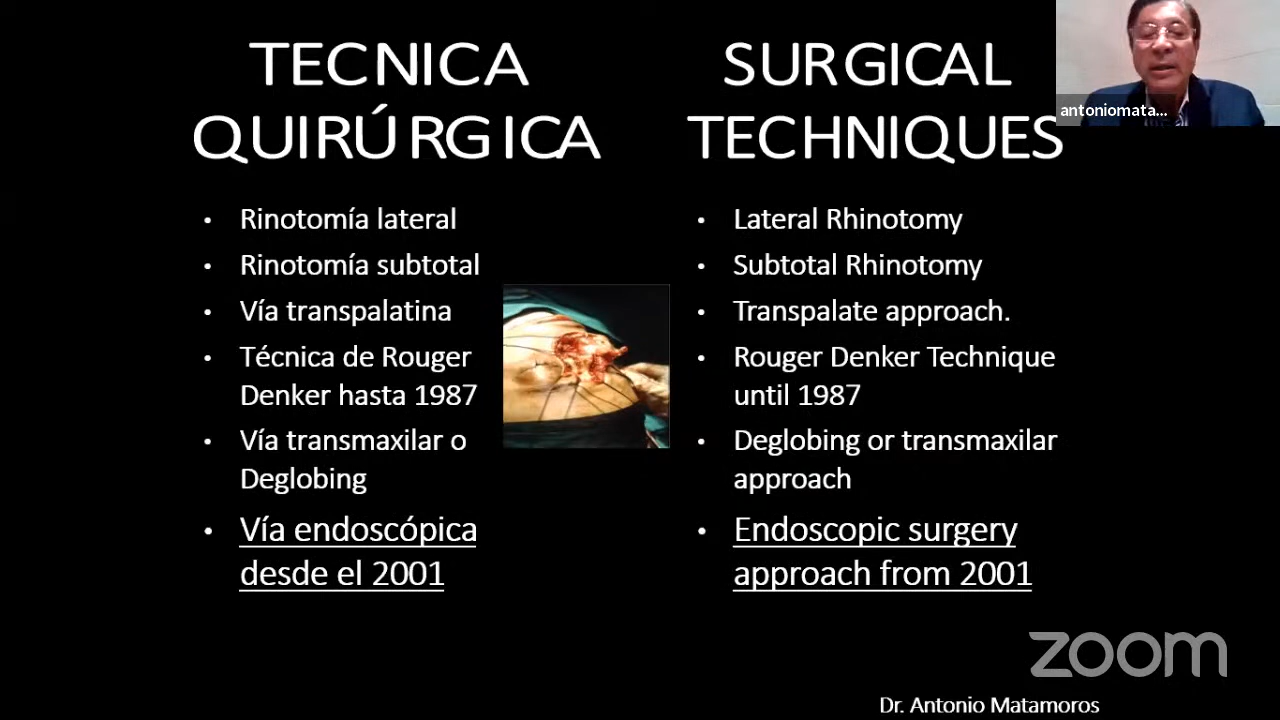 TECNICA
QUIRÚRGICA
Rinotomía lateral
Rinotomía subtotal
Vía transpalatina
Técnica de Rouger
Denker hasta 1987
Vía transmaxilar o
Deglobing
Vía endoscópica
desde el 2001
SURGICAL
TECHNIQUES
Lateral Rhinotomy
Subtotal Rhinotomy
Transpalate approach.
Rouger Denker Technique
until 1987
Deglobing or transmaxilar
approach
Endoscopic surgery
approach from 2001
antoniomata...
zoom
Dr. Antonio Matamoros